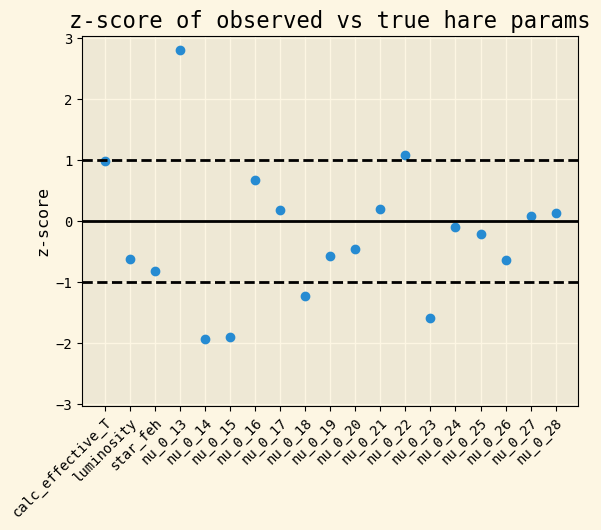 z-score of observed vs true hare params
z-score
3
2
1
0
−1
−2
−3
calc_effective_T
luminosity
star_feh
nu_0_13
nu_0_14
nu_0_15
nu_0_16
nu_0_17
nu_0_18
nu_0_19
nu_0_20
nu_0_21
nu_0_22
nu_0_23
nu_0_24
nu_0_25
nu_0_26
nu_0_27
nu_0_28